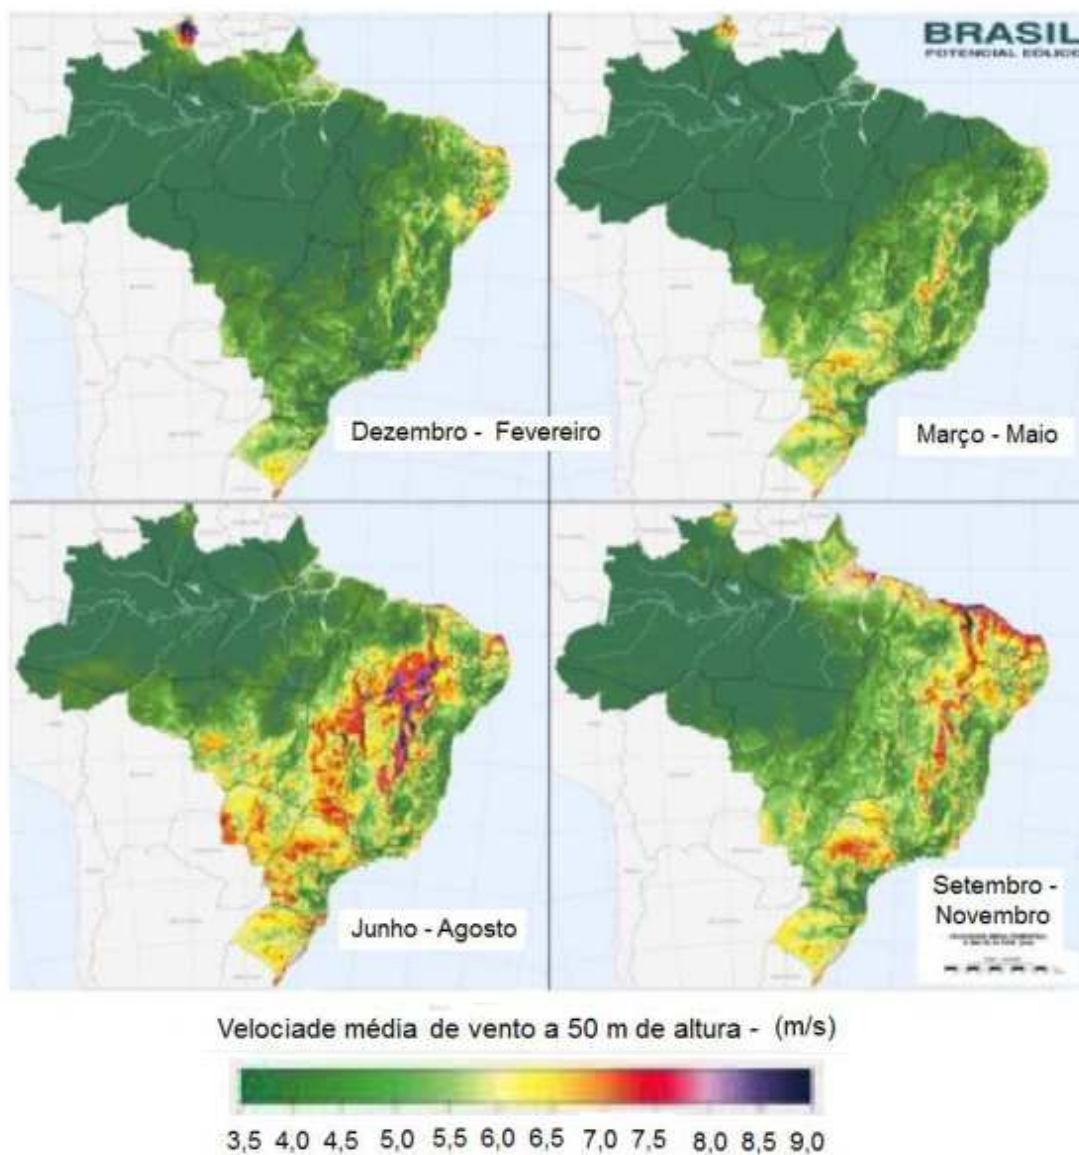 BRASIL
POTENCIAL EÓLICO
Dezembro - Fevereiro
Março - Maio
Junho - Agosto
Setembro -
Novembro
Velociade média de vento a 50 m de altura - (m/s)
3,5 4,0 4,5 5,0 5,5 6,0 6,5 7,0 7,5 8,0 8,5 9,0